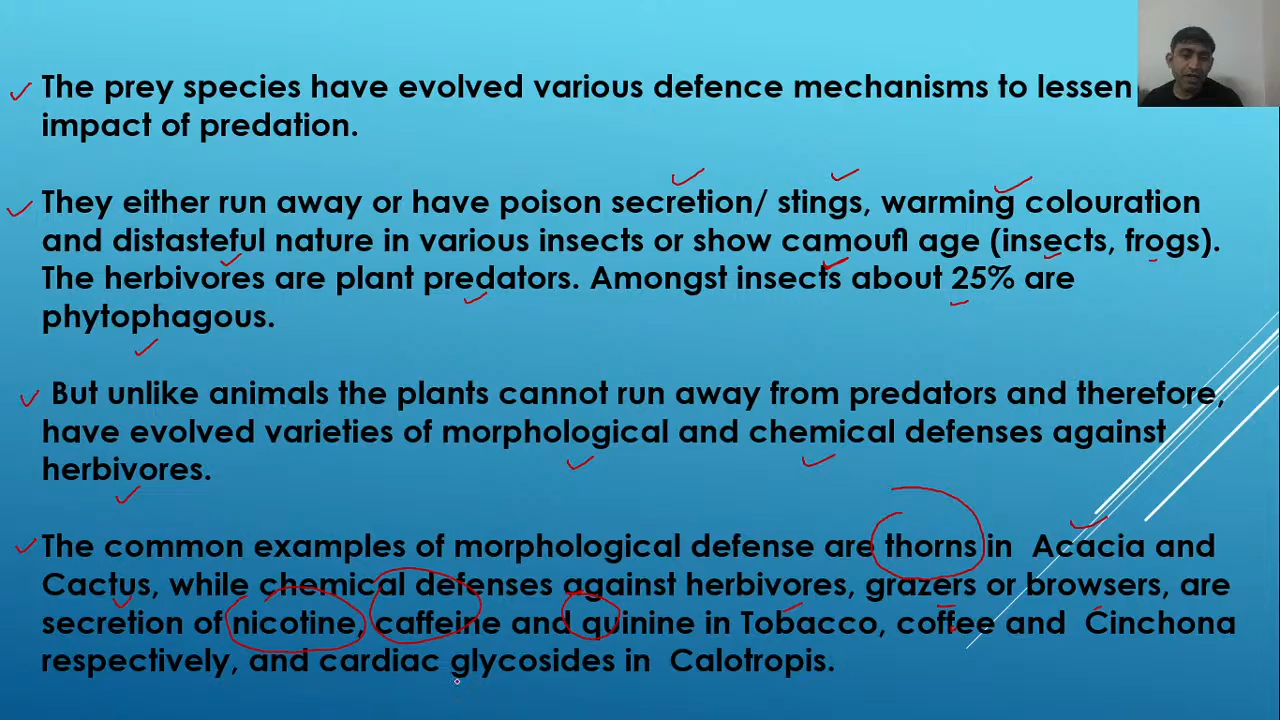 The prey species have evolved various defence mechanisms to lessen
impact of predation.
They either run away or have poison secretion/ stings, warming colouration
and distasteful nature in various insects or show camoufl age (insects, frogs).
The herbivores are plant predators. Amongst insects about 25% are
phytophagous.
But unlike animals the plants cannot run away from predators and therefore,
have evolved varieties of morphological and chemical defenses against
herbivores.
The common examples of morphological defense are thorns in Acacia and
Cactus, while chemical defenses against herbivores, grazers or browsers, are
secretion of nicotine, caffeine and quinine in Tobacco, coffee and Cinchona
respectively, and cardiac glycosides in Calotropis.